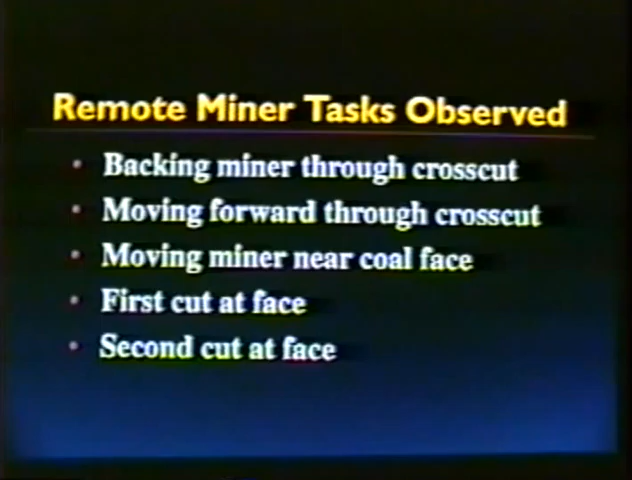 Remote Miner Tasks Observed
• Backing miner through crosscut
• Moving forward through crosscut
• Moving miner near coal face
• First cut at face
• Second cut at face